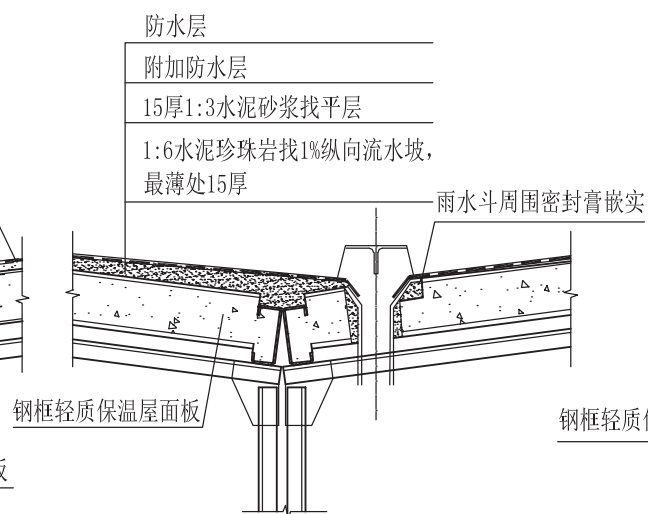 防水层
附加防水层
15厚1:3水泥砂浆找平层
1:6水泥珍珠岩找1%纵向流水坡,
最薄处15厚
雨水斗周围密封膏嵌实
钢框轻质保温屋面板
钢框轻质
板